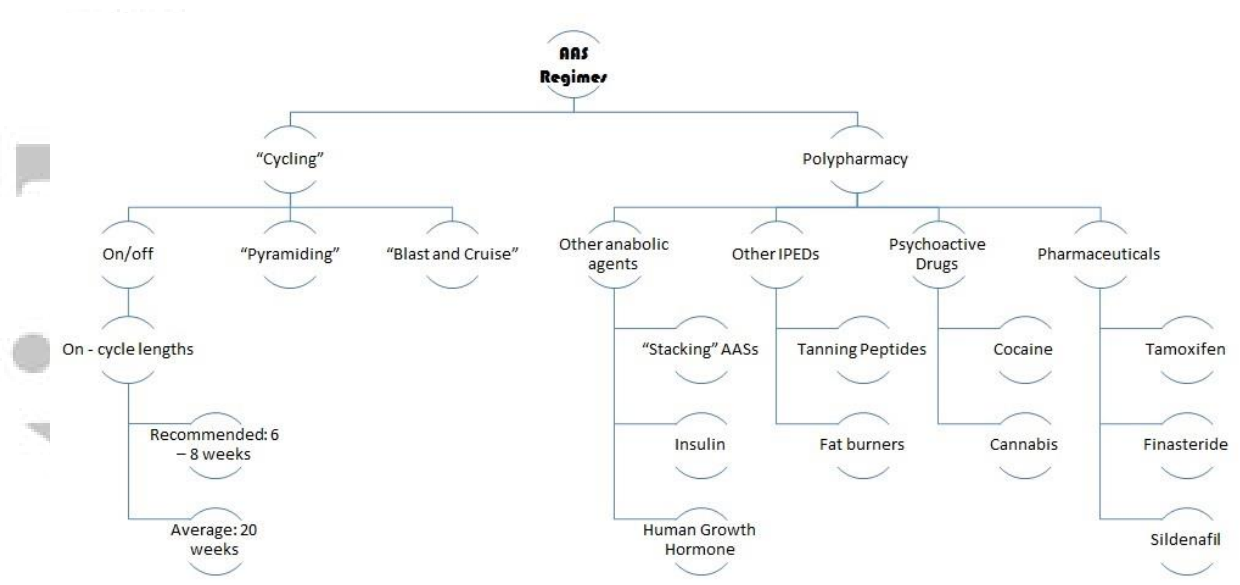 AAS
Regimes
"Cycling"
Polypharmacy
On/off
"Pyramiding"
"Blast and Cruise"
Other anabolic
agents
Other IPEDs
Psychoactive
Drugs
Pharmaceuticals
On - cycle lengths
"Stacking" AASs
Tanning Peptides
Cocaine
Tamoxifen
Recommended: 6
– 8 weeks
Insulin
Fat burners
Cannabis
Finasteride
Average: 20
weeks
Human Growth
Hormone
Sildenafil